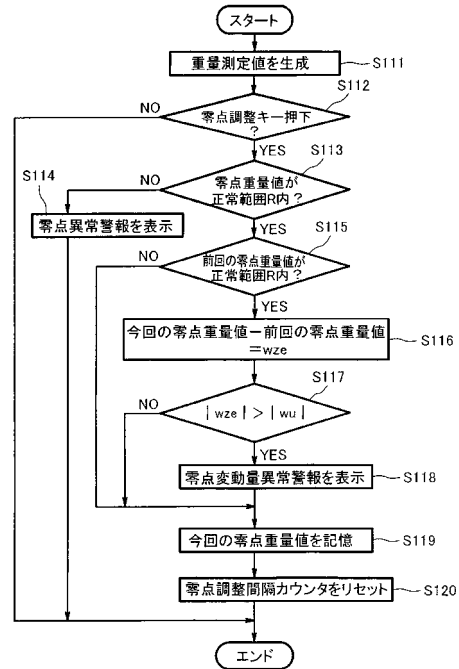 スタート
重量測定値を生成
S111
S112
NO
零点調整キー押下
?
YES
S113
S114
NO
零点重量値が
正常範囲R内?
零点異常警報を表示
YES
S115
NO
前回の零点重量値が
正常範囲R内?
YES
今回の零点重量値−前回の零点重量値
=wze
S116
S117
NO
|wze|>|wu|
YES
零点変動量異常警報を表示
S118
今回の零点重量値を記憶
S119
零点調整間隔カウンタをリセット
S120
エンド